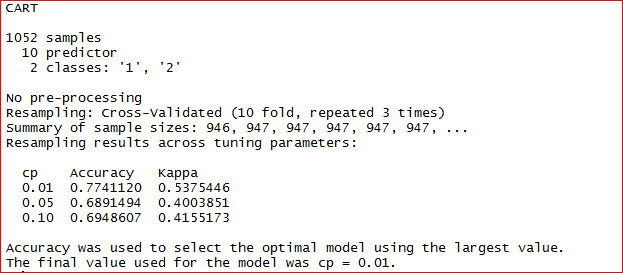 CART
1052 samples
10 predictor
2 classes: '1', '2'
No pre-processing
Resampling: Cross-Validated (10 fold, repeated 3 times)
Summary of sample sizes: 946, 947, 947, 947, 947, 947, ...
Resampling results across tuning parameters:
cp Accuracy Kappa
0.01 0.7741120 0.5375446
0.05 0.6891494 0.4003851
0.10 0.6948607 0.4155173
Accuracy was used to select the optimal model using the largest value.
The final value used for the model was cp = 0.01.